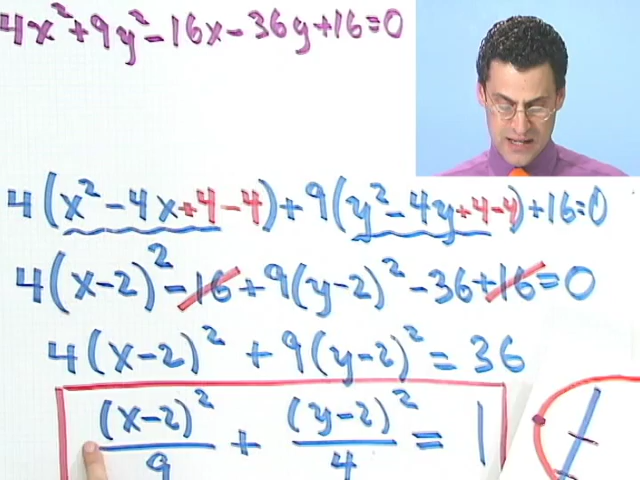 4x²+9y²-16x-36y+16=0
4(x²-4x+4-4)+9(y²-4y+4-4)+16=0
4(x-2)²-16+9(y-2)²-36+16=0
4(x-2)²+9(y-2)²=36
(x-2)²/9 + (y-2)²/4 = 1